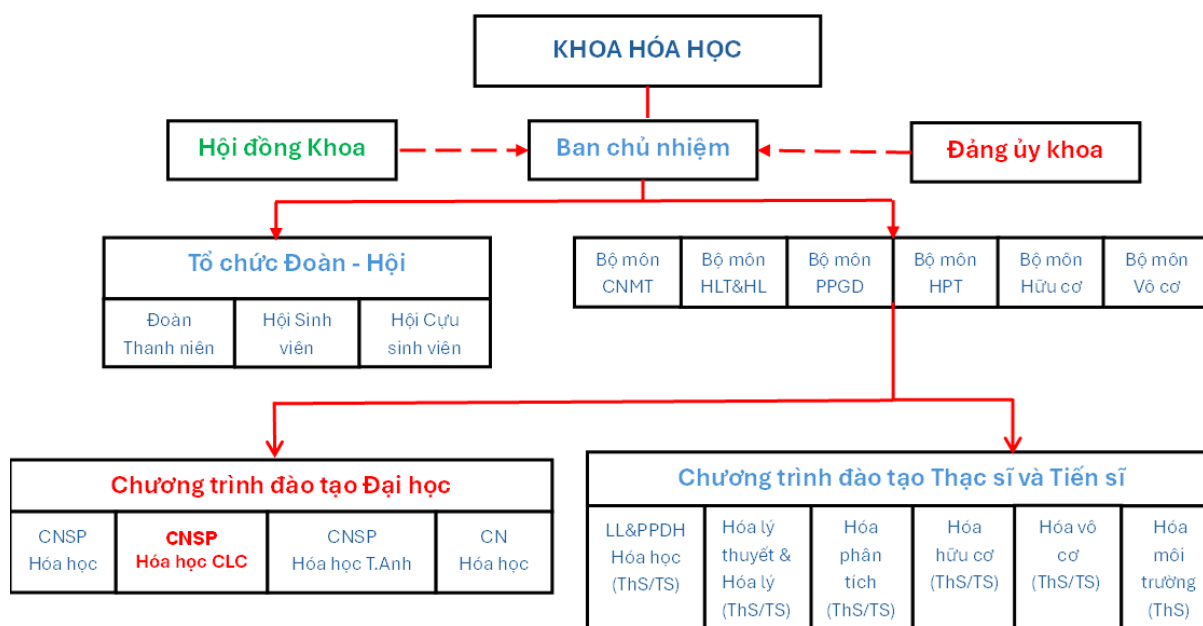 KHOA HÓA HỌC
Hội đồng Khoa
Ban chủ nhiệm
Đảng ủy khoa
Tổ chức Đoàn - Hội
Đoàn
Thanh niên
Hội Sinh
viên
Hội Cựu
sinh viên
Bộ môn
CNMT
Bộ môn
HLT&HL
Bộ môn
PPGD
Bộ môn
HPT
Bộ môn
Hữu cơ
Bộ môn
Vô cơ
Chương trình đào tạo Đại học
CNSP
Hóa học
CNSP
Hóa học CLC
CNSP
Hóa học T.Anh
CN
Hóa học
Chương trình đào tạo Thạc sĩ và Tiến sĩ
LL&PPDH
Hóa học
(ThS/TS)
Hóa lý
thuyết &
Hóa lý
(ThS/TS)
Hóa
phân
tích
(ThS/TS)
Hóa
hữu cơ
(ThS/TS)
Hóa vô
cơ
(ThS/TS)
Hóa
môi
trường
(ThS)